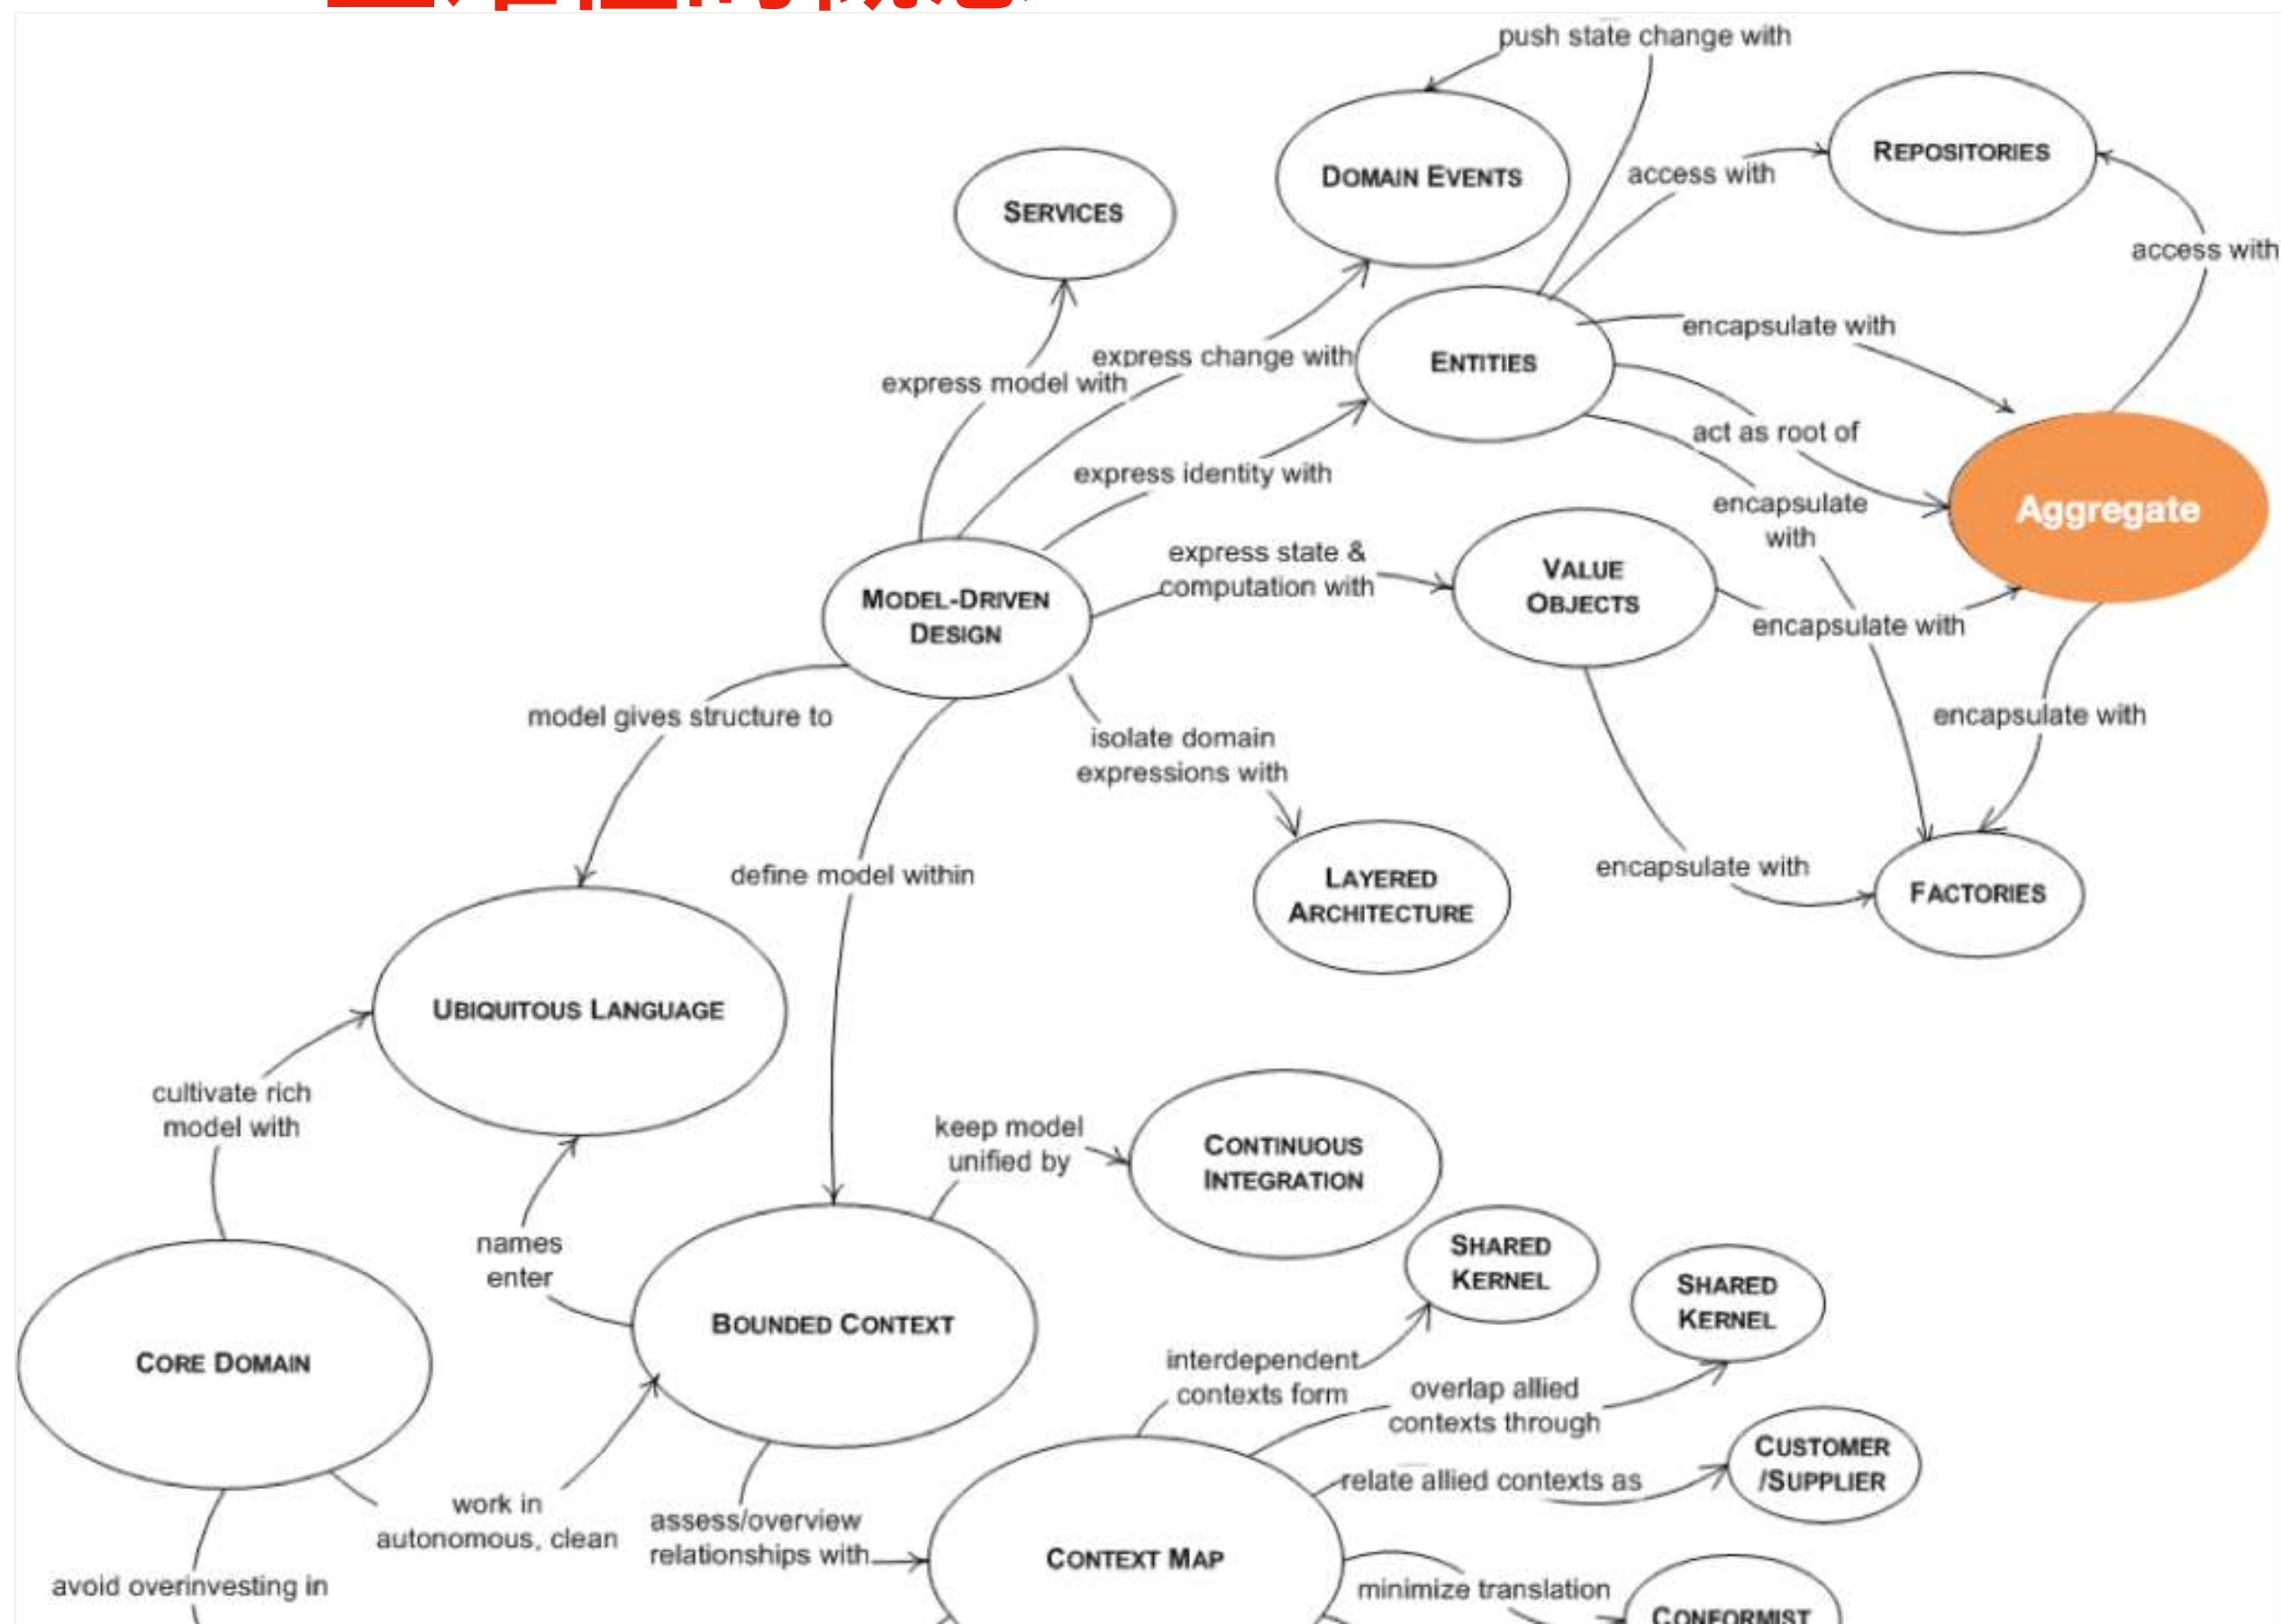 push state change with
REPOSITORIES
DOMAIN EVENTS
access with
SERVICES
access with
encapsulate with
express change with
ENTITIES
express model with
act as root of
express identity with
encapsulate
with
Aggregate
express state &
computation with
VALUE
OBJECTS
MODEL-DRIVEN
DESIGN
encapsulate with
model gives structure to
encapsulate with
isolate domain
expressions with
define model within
encapsulate with
LAYERED
ARCHITECTURE
FACTORIES
UBIQUITOUS LANGUAGE
cultivate rich
model with
keep model
unified by
CONTINUOUS
INTEGRATION
names
enter
SHARED
KERNEL
SHARED
KERNEL
BOUNDED CONTEXT
CORE DOMAIN
interdependent
contexts form
overlap allied
contexts through
CUSTOMER
/SUPPLIER
relate allied contexts as
work in
autonomous, clean
assess/overview
relationships with
CONTEXT MAP
avoid overinvesting in
minimize translation
CONFORMIST